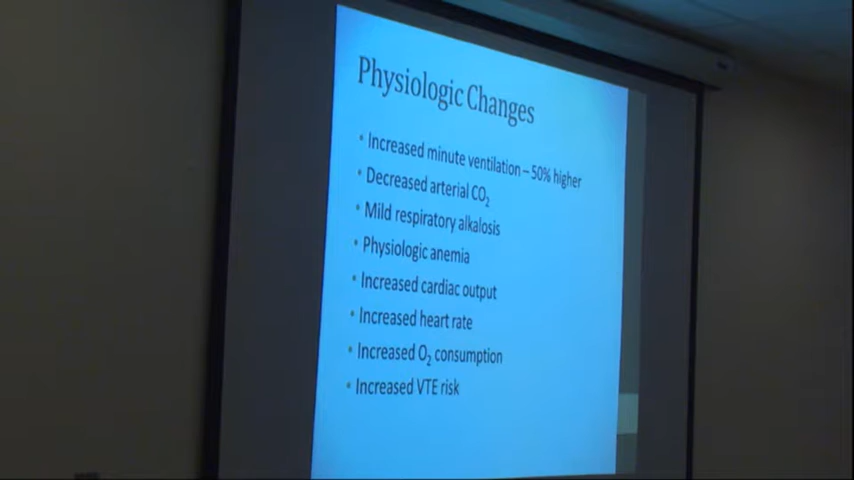 Physiologic Changes
• Increased minute ventilation – 50% higher
• Decreased arterial CO₂
• Mild respiratory alkalosis
• Physiologic anemia
• Increased cardiac output
• Increased heart rate
• Increased O₂ consumption
• Increased VTE risk